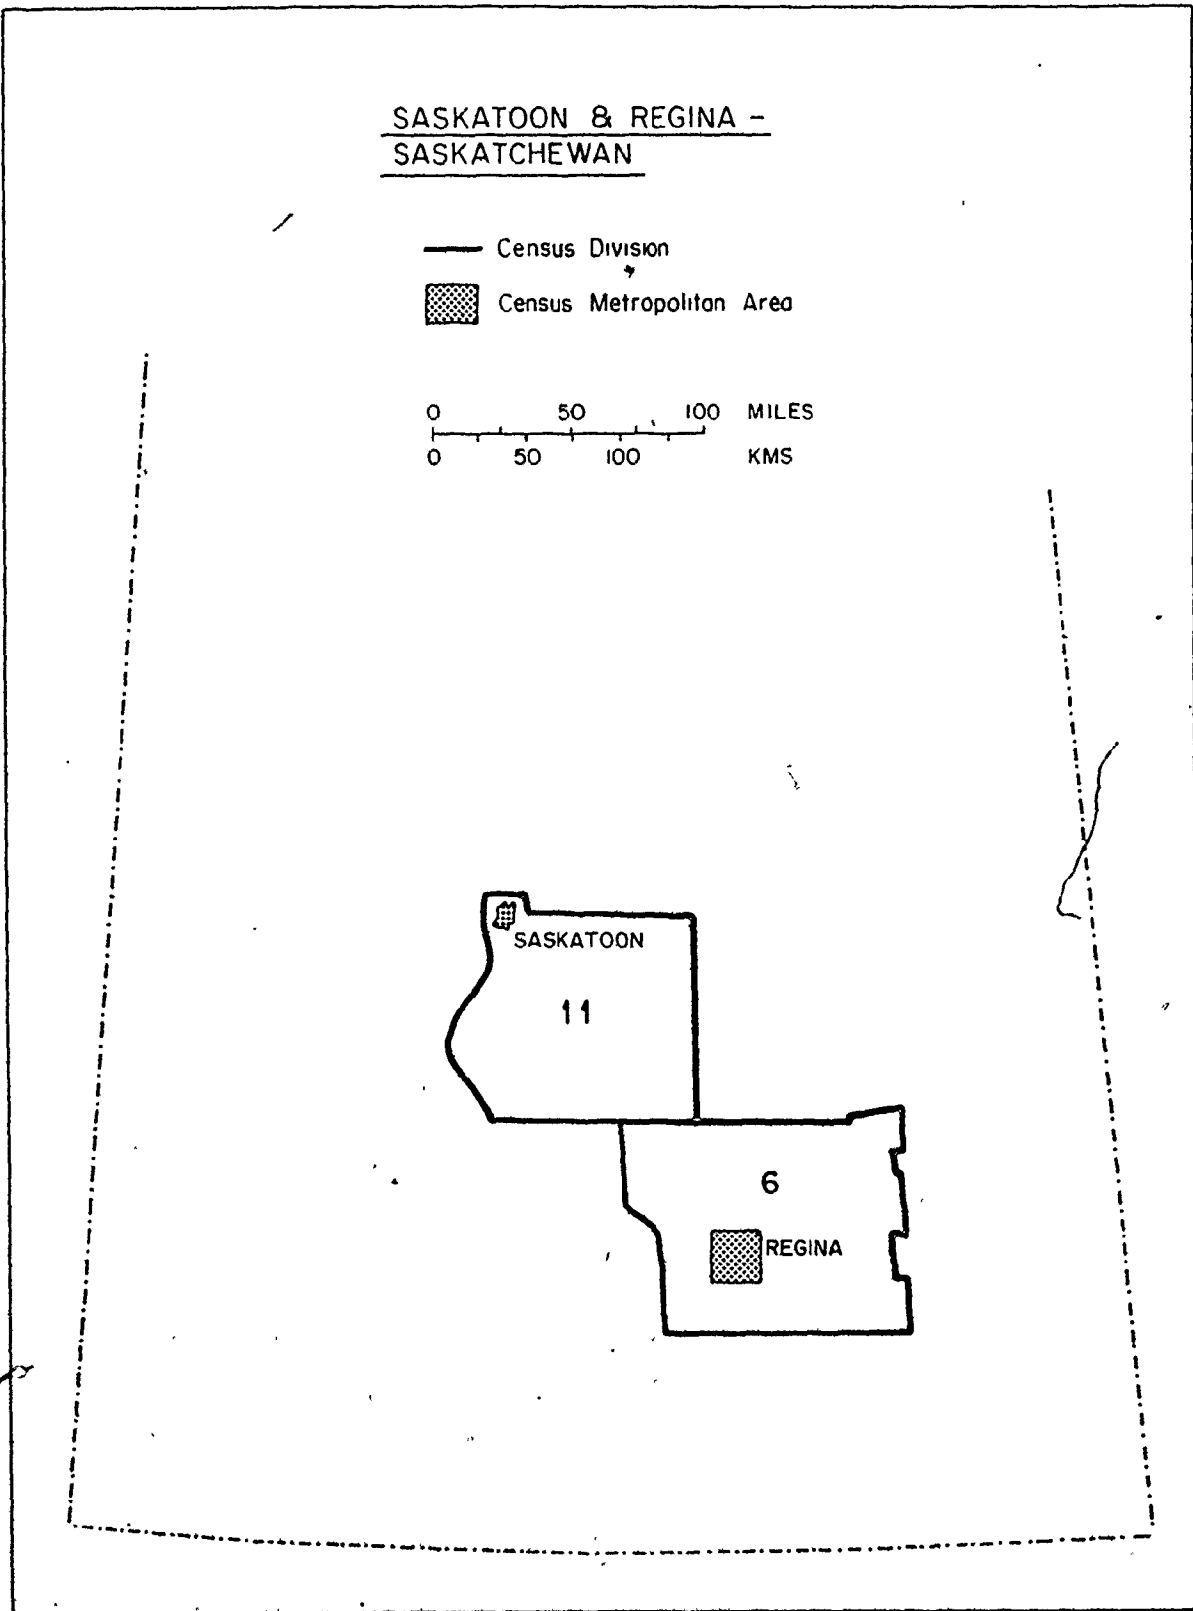 SASKATOON & REGINA -
SASKATCHEWAN
Census Division
Census Metropolitan Area
0 50 100 MILES
0 50 100 KMS
SASKATOON
11
6
REGINA